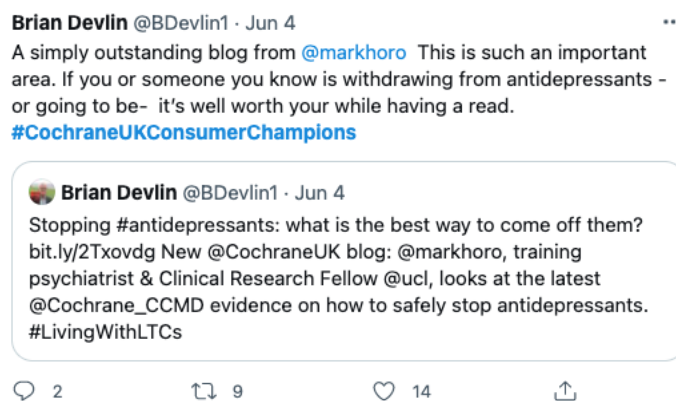 Brian Devlin @BDevlin1 · Jun 4
A simply outstanding blog from @markhoro This is such an important
area. If you or someone you know is withdrawing from antidepressants -
or going to be- it's well worth your while having a read.
#CochraneUKConsumerChampions
Brian Devlin @BDevlin1 · Jun 4
Stopping #antidepressants: what is the best way to come off them?
bit.ly/2Txovdg New @CochraneUK blog: @markhoro, training
psychiatrist & Clinical Research Fellow @ucl, looks at the latest
@Cochrane_CCMD evidence on how to safely stop antidepressants.
#LivingWithLTCs
2 9 14